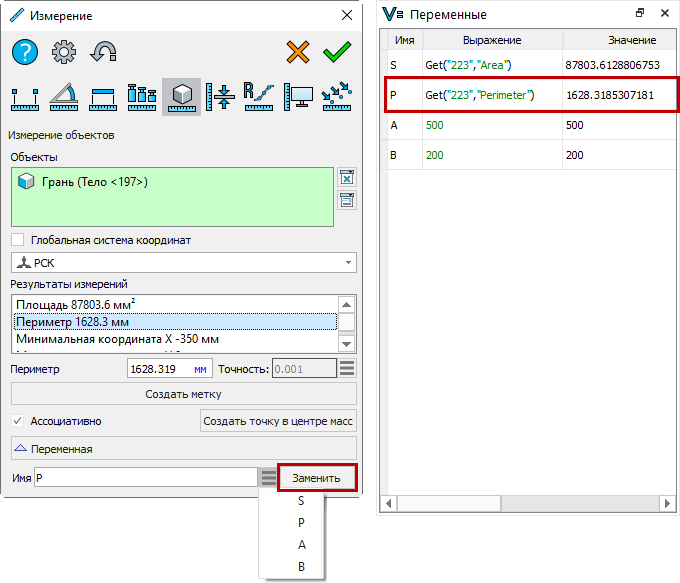 Измерение
Измерение объектов
Объекты
Грань (Тело <197>)
Глобальная система координат
РСК
Результаты измерений
Площадь 87803.6 мм²
Периметр 1628.3 мм
Минимальная координата X -350 мм
Периметр 1628.319 мм Точность: 0.001
Создать метку
Ассоциативно Создать точку в центре масс
Переменная
Имя P Заменить
S
P
A
B
V= Переменные
Имя Выражение Значение
S Get("223","Area") 87803.6128806753
P Get("223","Perimeter") 1628.3185307181
A 500 500
B 200 200